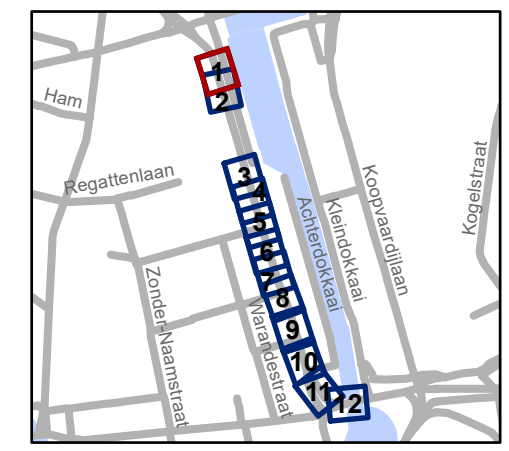 1
2
Ham
Regattenlaan
3
4
5
6
7
8
9
10
11
12
Zonder-Naamstraat
Warandestraat
Achterdokkaai
Kleindokkaai
Koopvaardijlaan
Kogelstraat